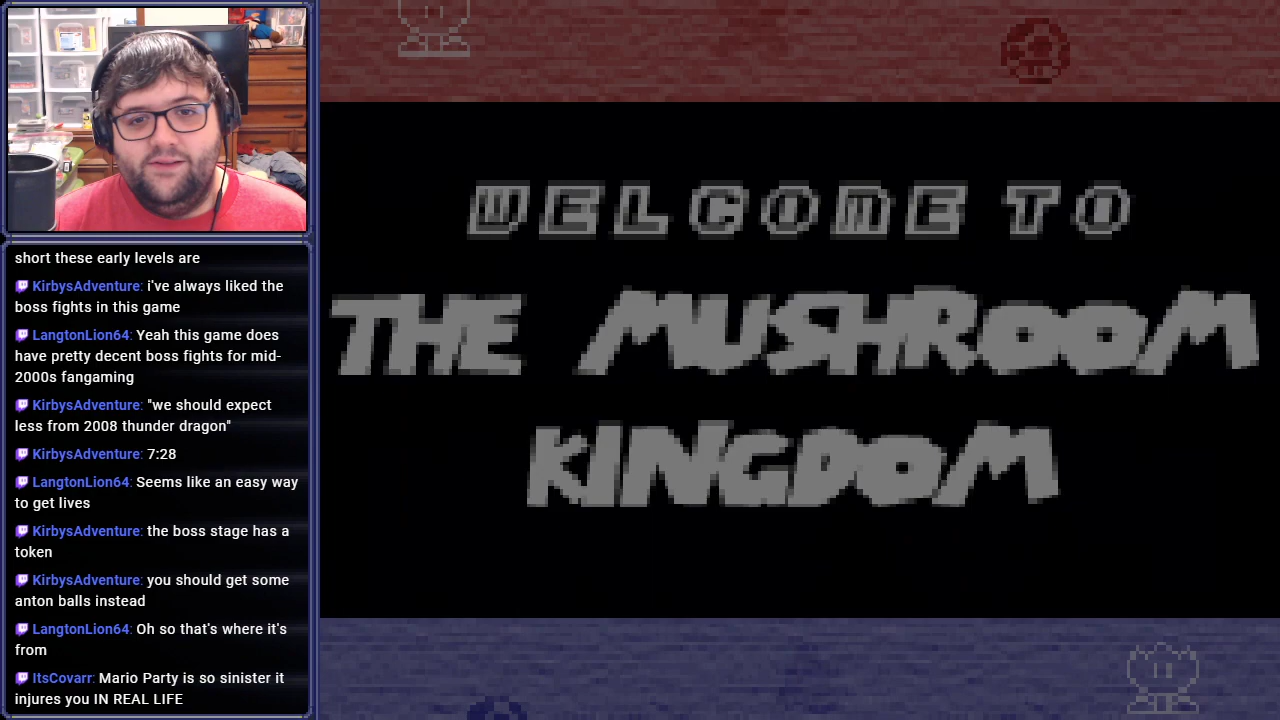 short these early levels are
KirbysAdventure: i've always liked the
boss fights in this game
LangtonLion64: Yeah this game does
have pretty decent boss fights for mid-
2000s fangaming
KirbysAdventure: "we should expect
less from 2008 thunder dragon"
KirbysAdventure: 7:28
LangtonLion64: Seems like an easy way
to get lives
KirbysAdventure: the boss stage has a
token
KirbysAdventure: you should get some
anton balls instead
LangtonLion64: Oh so that's where it's
from
ItsCovarr: Mario Party is so sinister it
injures you IN REAL LIFE
WELCOME TO
THE MUSHROOM
KINGDOM